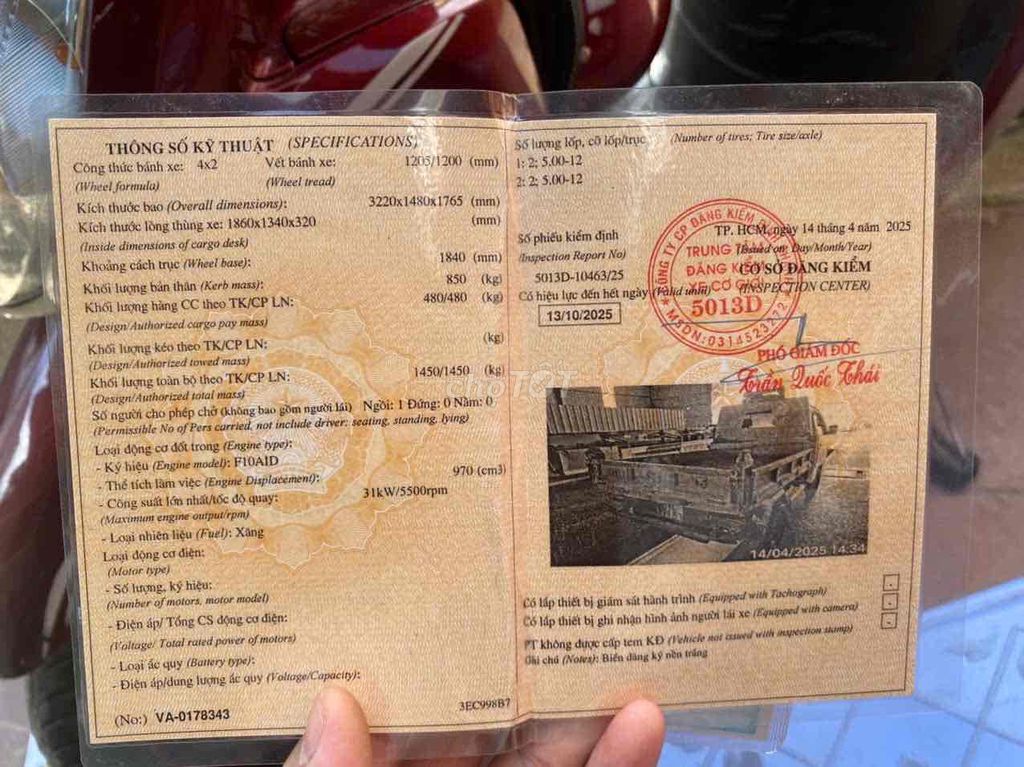 THÔNG SỐ KỸ THUẬT (SPECIFICATIONS)
Công thức bánh xe: 4x2 Vết bánh xe: 1205/1200 (mm)
(Wheel formula) (Wheel tread)
Kích thước bao (Overall dimensions): 3220x1480x1765 (mm)
Kích thước lòng thùng xe: 1860x1340x320 (mm)
(Inside dimensions of cargo desk)
Khoảng cách trục (Wheel base): 1840 (mm)
Khối lượng bản thân (Kerb mass): 850 (kg)
Khối lượng hàng CC theo TK/CP LN: 480/480 (kg)
(Design/Authorized cargo pay mass)
Khối lượng kéo theo TK/CP LN: (kg)
(Design/Authorized towed mass)
Khối lượng toàn bộ theo TK/CP LN: 1450/1450 (kg)
(Design/Authorized total mass)
Số người cho phép chở (không bao gồm người lái) Ngồi: 1 Đứng: 0 Nằm: 0
(Permissible No of Pers carried, not include driver: seating, standing, lying)
Loại động cơ đốt trong (Engine type):
- Ký hiệu (Engine model): F10AID
- Thể tích làm việc (Engine Displacement): 970 (cm3)
- Công suất lớn nhất/tốc độ quay: 31kW/5500rpm
(Maximum engine output/rpm)
- Loại nhiên liệu (Fuel): Xăng
Loại động cơ điện:
(Motor type)
- Số lượng, ký hiệu:
(Number of motors, motor model)
- Điện áp/ Tổng CS động cơ điện:
(Voltage/ Total rated power of motors)
- Loại ắc quy (Battery type):
- Điện áp/dung lượng ắc quy (Voltage/Capacity):
(No:) VA-0178343 3EC998B7
Số lượng lốp, cỡ lốp/trục (Number of tires; Tire size/axle)
1: 2; 5.00-12
2: 2; 5.00-12
TP. HCM, ngày 14 tháng 4 năm 2025
(Issued on: Day/Month/Year)
Số phiếu kiểm định
(Inspection Report No) CƠ SỞ ĐĂNG KIỂM
5013D-10463/25 (INSPECTION CENTER)
Có hiệu lực đến hết ngày (Valid until)
13/10/2025
CÔNG TY CP ĐĂNG KIỂM
TRUNG TÂM
ĐĂNG KIỂM
XE CƠ GIỚI
5013D
MSDN:0314523272
PHÓ GIÁM ĐỐC
Trần Quốc Thái
choTOT
14/04/2025 14:34
Có lắp thiết bị giám sát hành trình (Equipped with Tachograph) -
Có lắp thiết bị ghi nhận hình ảnh người lái xe (Equipped with camera) -
PT không được cấp tem KĐ (Vehicle not issued with inspection stamp) -
Ghi chú (Notes): Biển đăng ký nền trắng